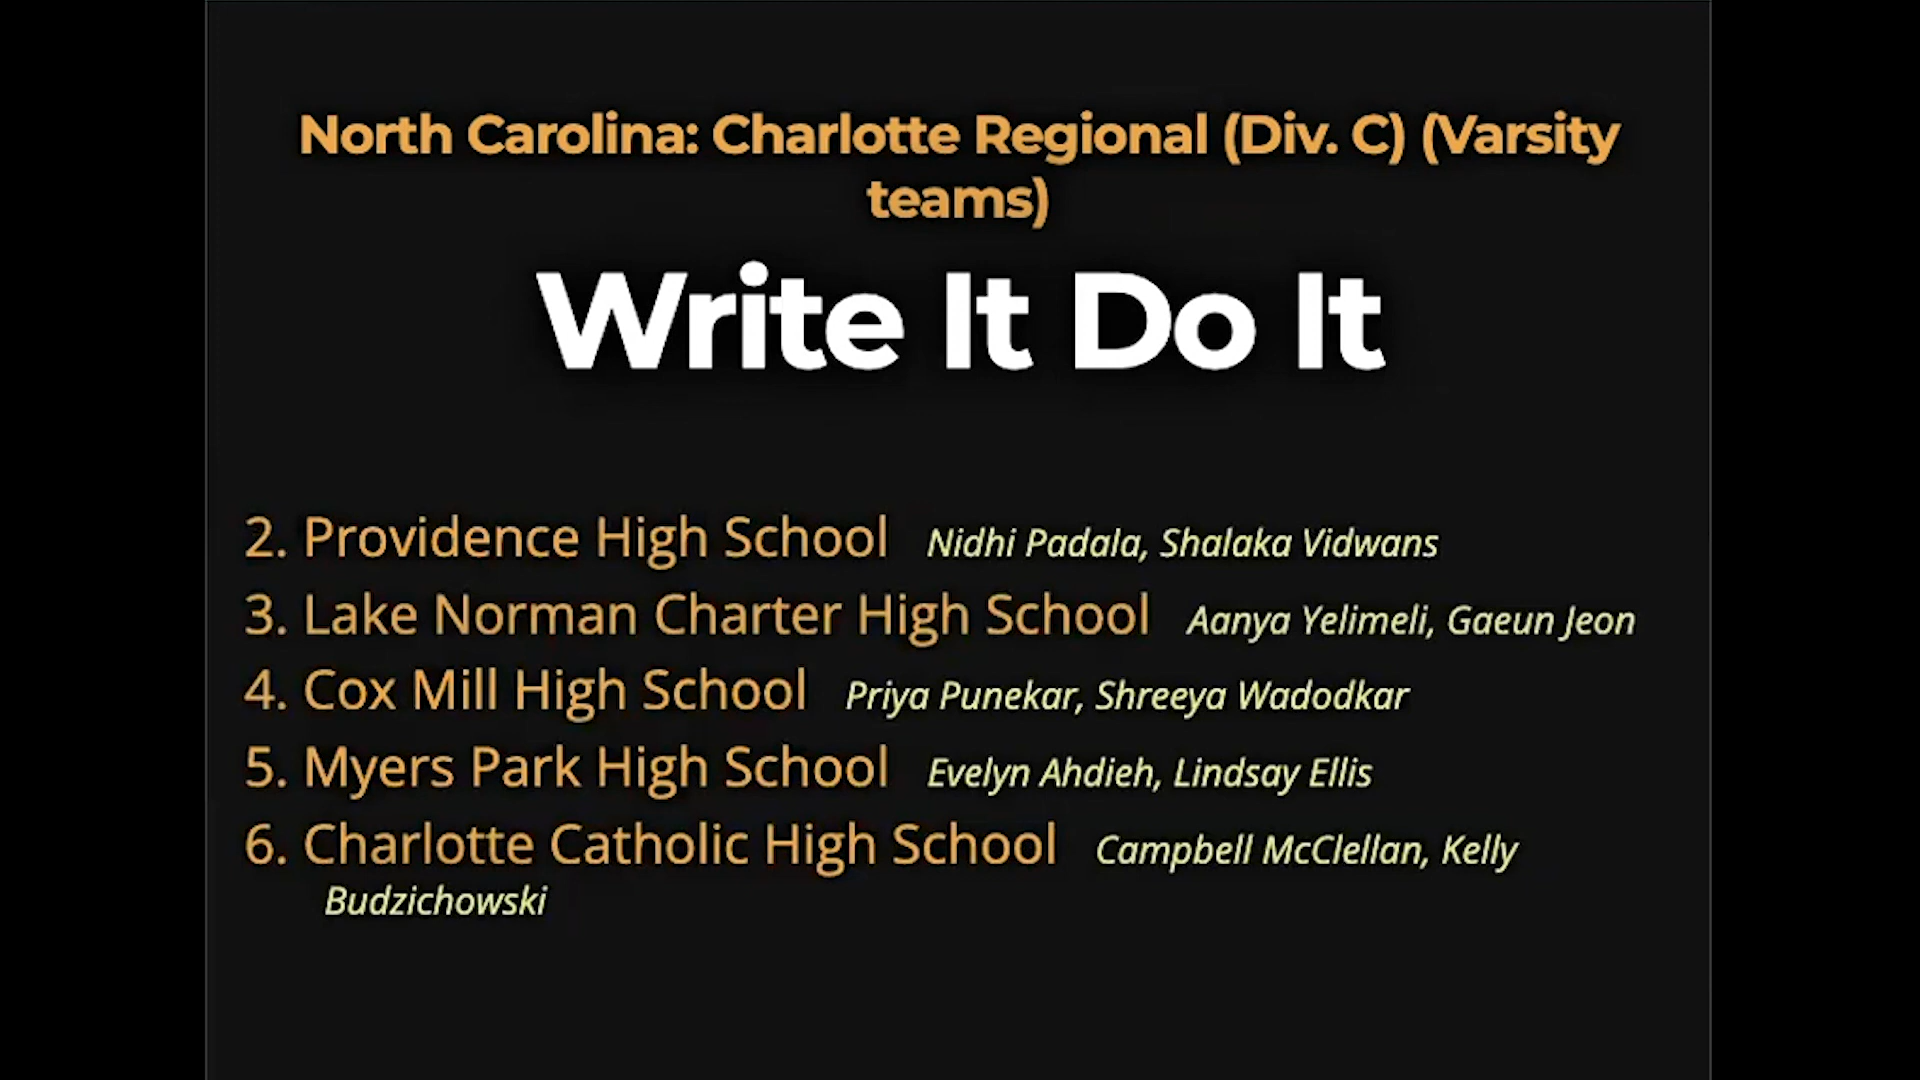 North Carolina: Charlotte Regional (Div. C) (Varsity
teams)
Write It Do It
2. Providence High School Nidhi Padala, Shalaka Vidwans
3. Lake Norman Charter High School Aanya Yelimeli, Gaeun Jeon
4. Cox Mill High School Priya Punekar, Shreeya Wadodkar
5. Myers Park High School Evelyn Ahdieh, Lindsay Ellis
6. Charlotte Catholic High School Campbell McClellan, Kelly
Budzichowski